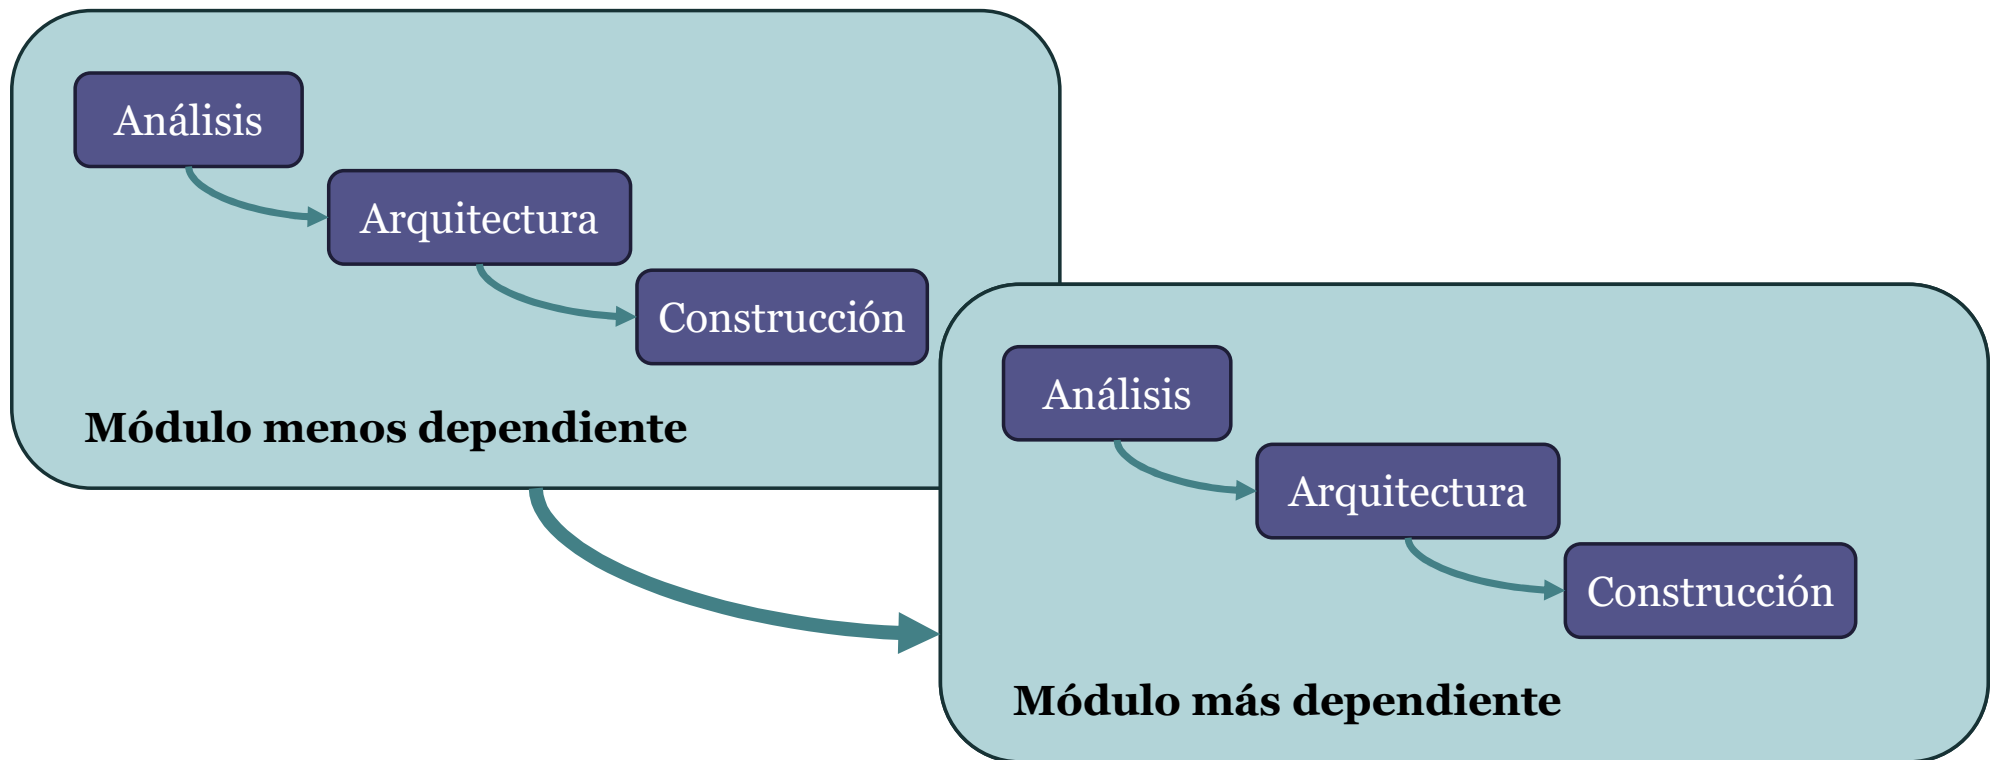 Análisis
Arquitectura
Construcción
Módulo menos dependiente
Análisis
Arquitectura
Construcción
Módulo más dependiente